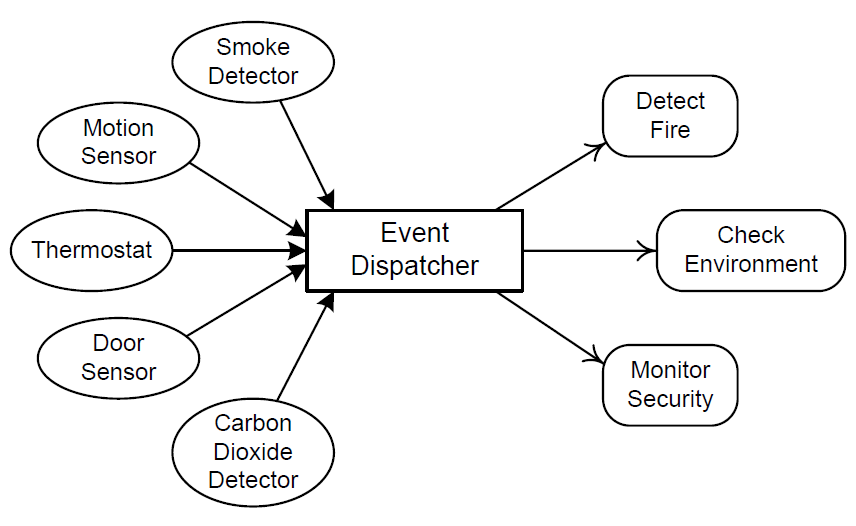 Smoke
Detector
Motion
Sensor
Thermostat
Door
Sensor
Carbon
Dioxide
Detector
Event
Dispatcher
Detect
Fire
Check
Environment
Monitor
Security